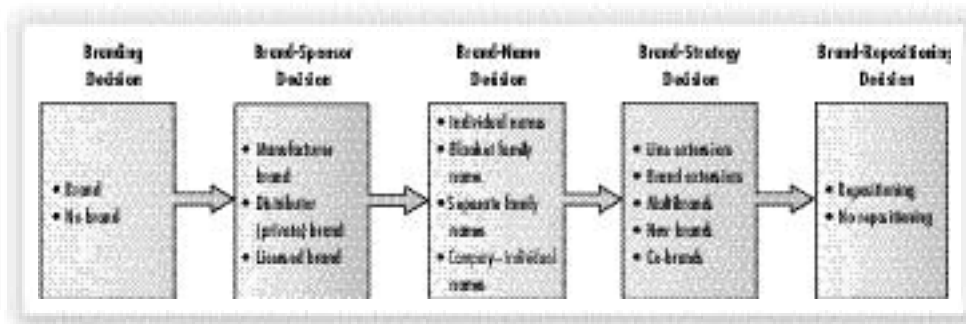 Branding
Decision
Brand-Sponsor
Decision
Brand-Name
Decision
Brand-Strategy
Decision
Brand-Repositioning
Decision
• Brand
• No brand
• Manufacturer
brand
• Distributor
(private) brand
• Licensed brand
• Individual names
• Blanket family
name
• Separate family
names
• Company–individual
names
• Line extensions
• Brand extensions
• Multibrands
• New brands
• Co-brands
• Repositioning
• No repositioning